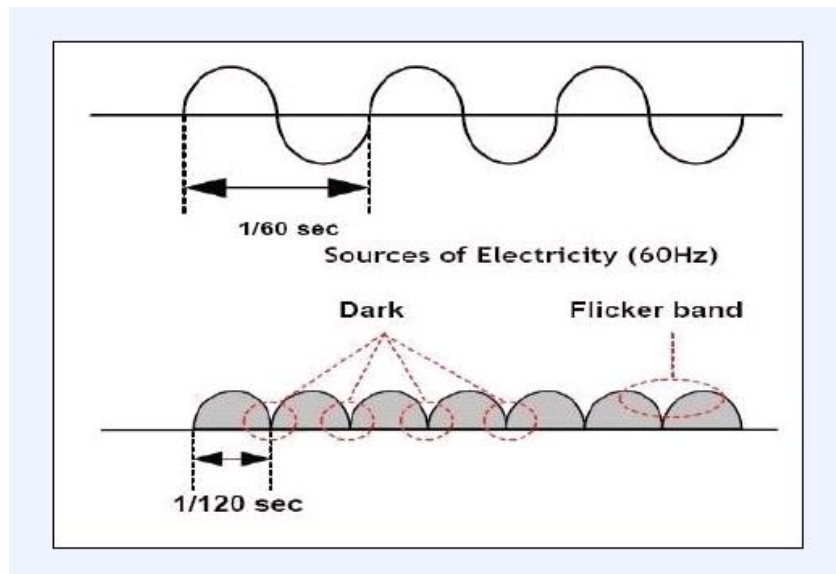 1/60 sec
Sources of Electricity (60Hz)
Dark
Flicker band
1/120 sec